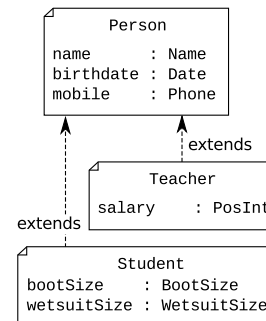 Person
name : Name
birthdate : Date
mobile : Phone
extends
Teacher
salary : PosInt
extends
Student
bootSize : BootSize
wetsuitSize : WetsuitSize